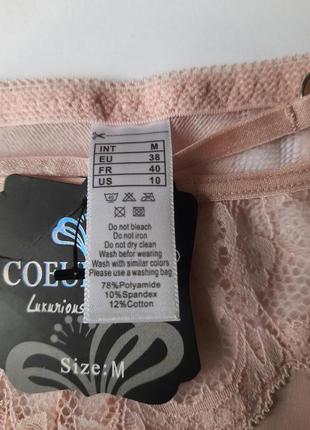 INT M
EU 38
FR 40
US 10
Do not bleach
Do not iron
Do not dry clean
Wash befor wearing
Wash with similar colors
Please use a washing bag
78%Polyamide
10%Spandex
12%Cotton
COEU
Luxurious
Size:M